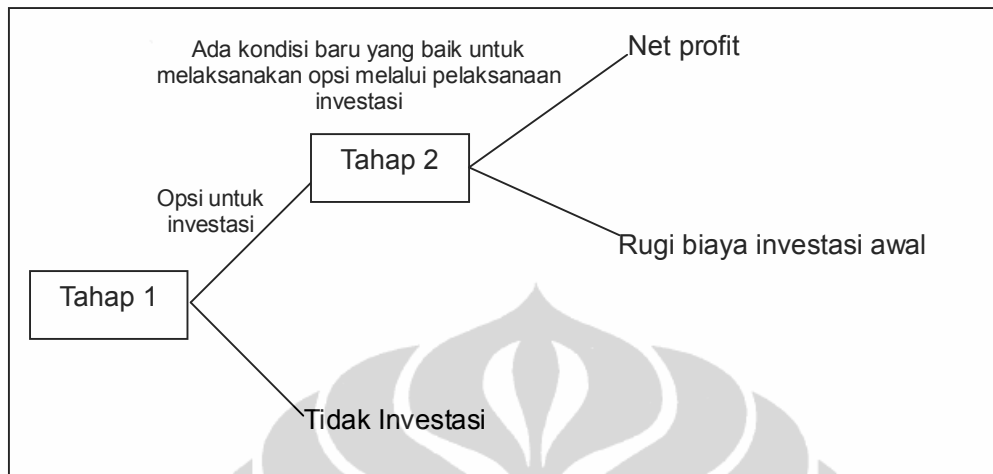 Ada kondisi baru yang baik untuk
melaksanakan opsi melalui pelaksanaan
investasi
Net profit
Tahap 2
Opsi untuk
investasi
Rugi biaya investasi awal
Tahap 1
Tidak Investasi